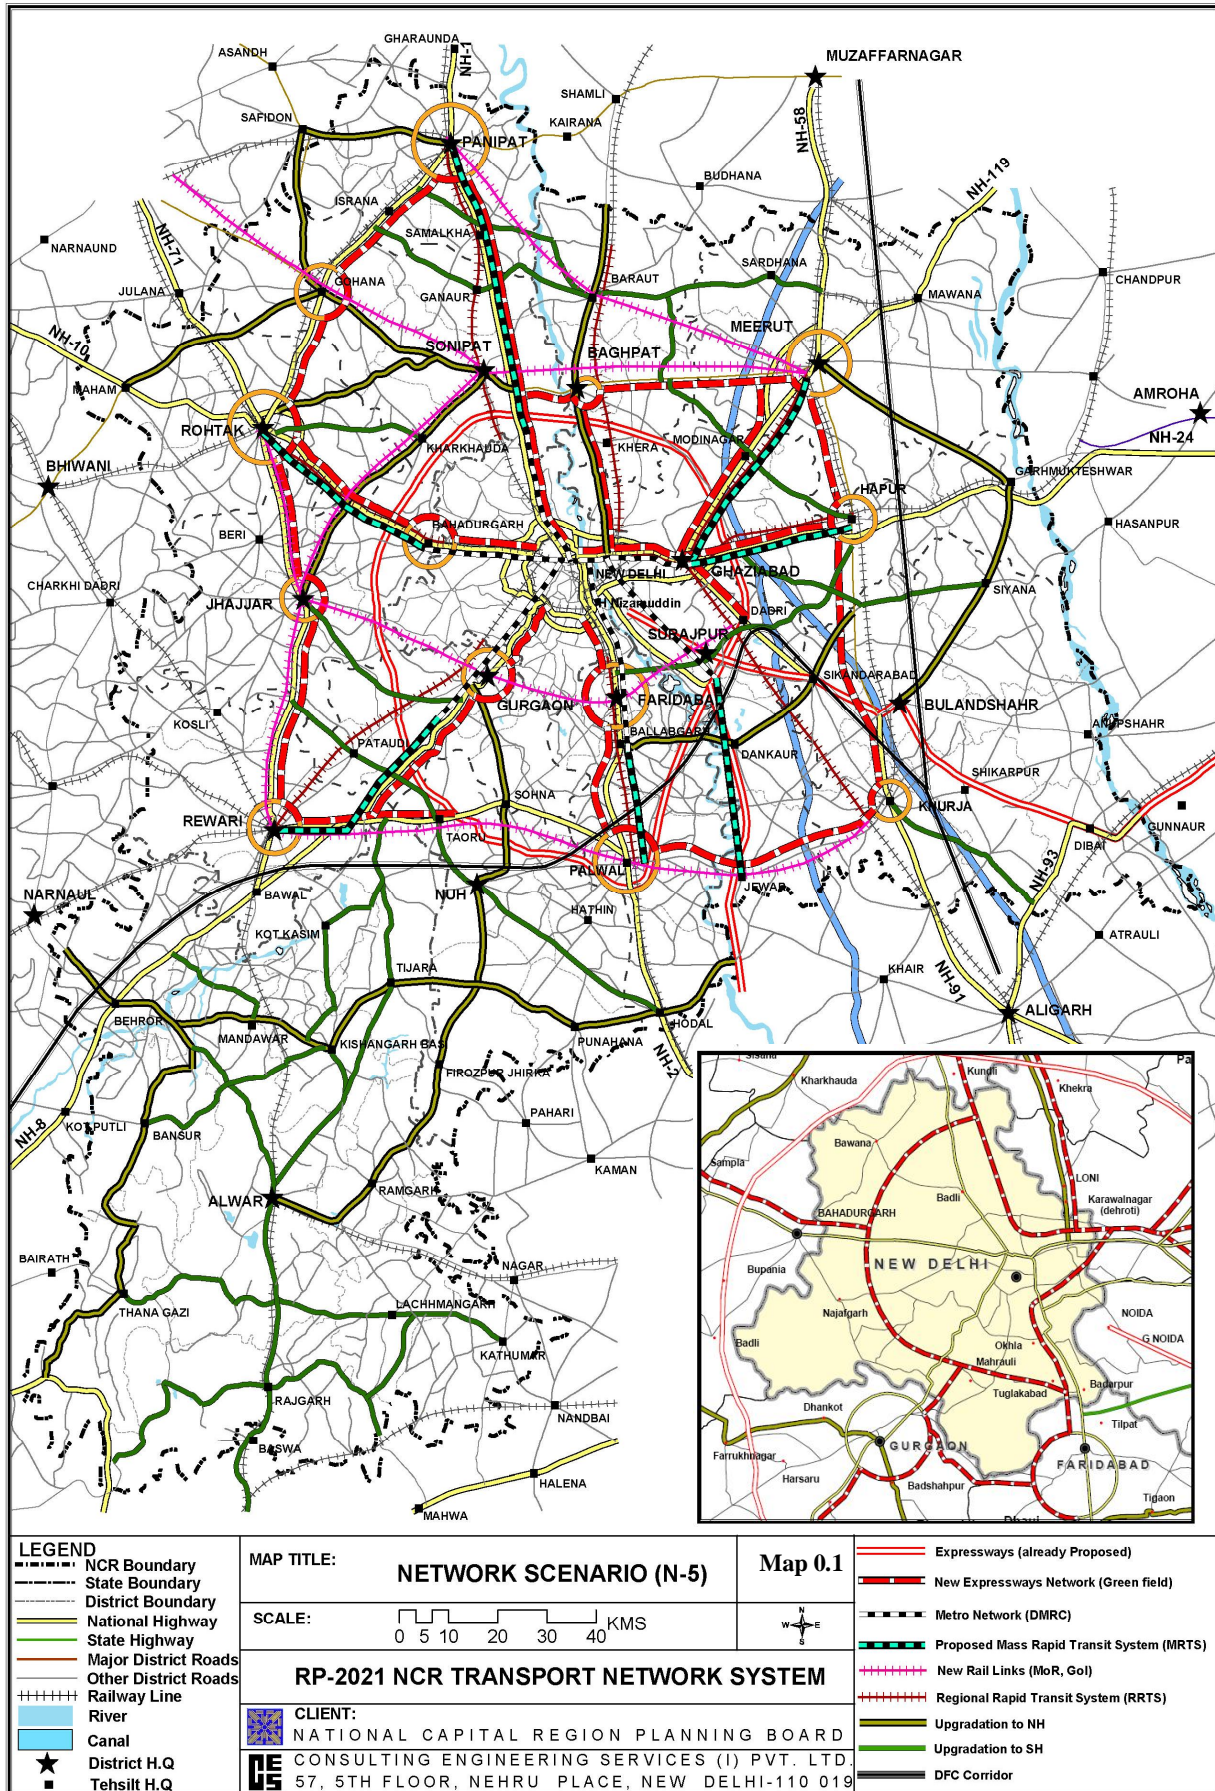 GHARAUNDA
NH-1
ASANDH
MUZAFFARNAGAR
SHAMLI
SAFIDON
KAIRANA
NH-58
PANIPAT
NH-119
BUDHANA
ISRANA
NH-71
SAMALKHA
NARNAUND
SARDHANA
CHANDPUR
JULANA
GOHANA
GANAUR
BARAUT
MAWANA
NH-10
MEERUT
SONIPAT
BAGHPAT
MAHAM
AMROHA
ROHTAK
NH-24
KHARKHAUDA
KHERA
MODINAGAR
BHIWANI
GARHMUKTESHWAR
HAPUR
BAHADURGARH
HASANPUR
BERI
NEW DELHI
GHAZIABAD
CHARKHI DADRI
SIYANA
JHAJJAR
H Nizamuddin
DADRI
SURAJPUR
SIKANDARABAD
GURGAON
FARIDABA
BULANDSHAHR
KOSLI
ANUPSHAHR
BALLABGARH
PATAUDI
DANKAUR
SHIKARPUR
SOHNA
KHURJA
REWARI
GUNNAUR
TAORU
DIBAI
PALWAL
NH-93
NARNAUL
BAWAL
NUH
JEWAR
HATHIN
KOT KASIM
ATRAULI
TIJARA
KHAIR
NH-91
BEHROR
HODAL
ALIGARH
MANDAWAR
KISHANGARH BAS
PUNAHANA
NH-2
FIROZPUR JHIRKA
NH-8
KOTPUTLI
BANSUR
PAHARI
KAMAN
ALWAR
RAMGARH
BAIRATH
NAGAR
THANA GAZI
LACHHMANGARH
KATHUMAR
RAJGARH
NANDBAI
BASWA
HALENA
MAHWA
Kundli
Kharkhauda
Khekra
Bawana
Sampla
LONI
Badli
Karawalnagar
(dehroti)
BAHADURGARH
NEW DELHI
Bupania
Najafgarh
NOIDA
Badli
Okhla
G NOIDA
Mahrauli
Tuglakabad
Badarpur
Dhankot
Tilpat
GURGAON
Farrukhnagar
FARIDABAD
Harsaru
Badshahpur
Tigaon
LEGEND
NCR Boundary
State Boundary
District Boundary
National Highway
State Highway
Major District Roads
Other District Roads
Railway Line
River
Canal
District H.Q
Tehsilt H.Q
MAP TITLE:
NETWORK SCENARIO (N-5)
Map 0.1
SCALE:
0 5 10 20 30 40 KMS
N
W E
S
RP-2021 NCR TRANSPORT NETWORK SYSTEM
CLIENT:
NATIONAL CAPITAL REGION PLANNING BOARD
CONSULTING ENGINEERING SERVICES (I) PVT. LTD.
57, 5TH FLOOR, NEHRU PLACE, NEW DELHI-110 019
Expressways (already Proposed)
New Expressways Network (Green field)
Metro Network (DMRC)
Proposed Mass Rapid Transit System (MRTS)
New Rail Links (MoR, GoI)
Regional Rapid Transit System (RRTS)
Upgradation to NH
Upgradation to SH
DFC Corridor